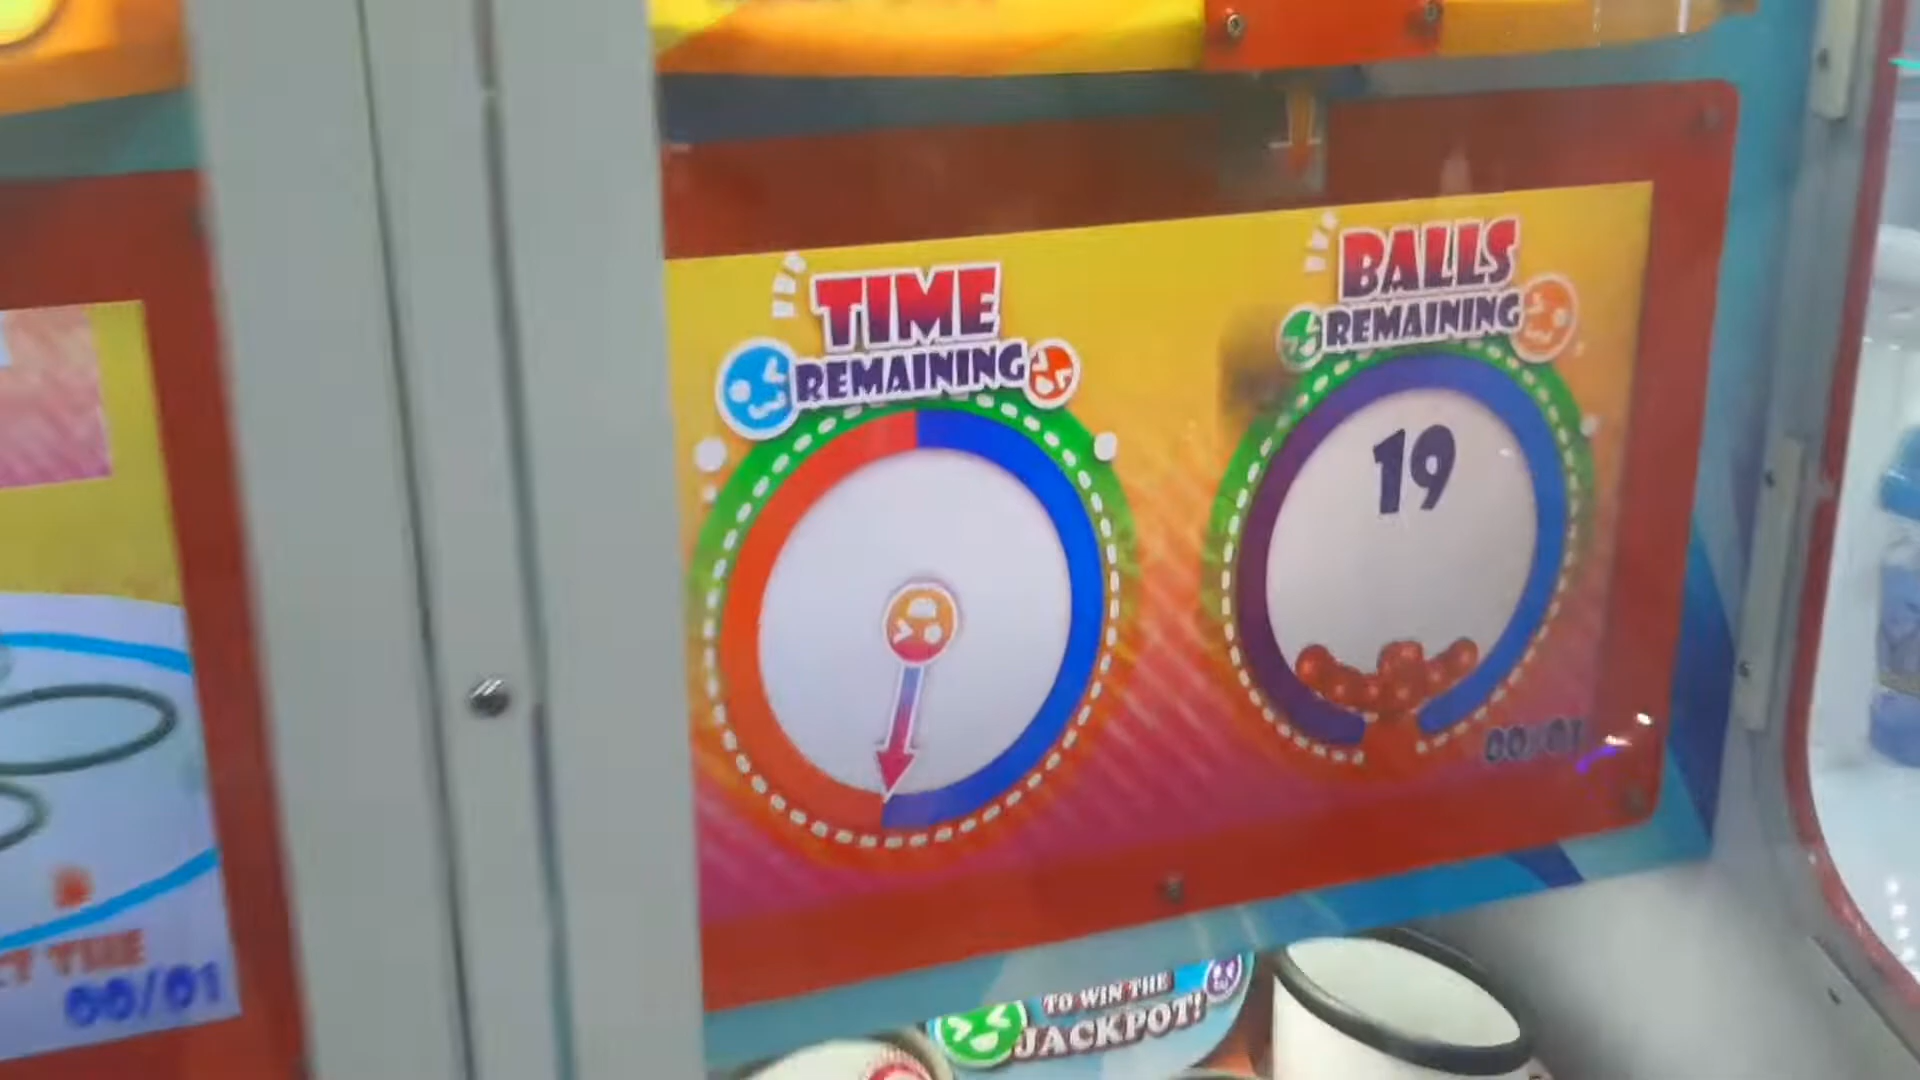 TIME
REMAINING
BALLS
REMAINING
19
00/01
00/01
TO WIN THE
JACKPOT!